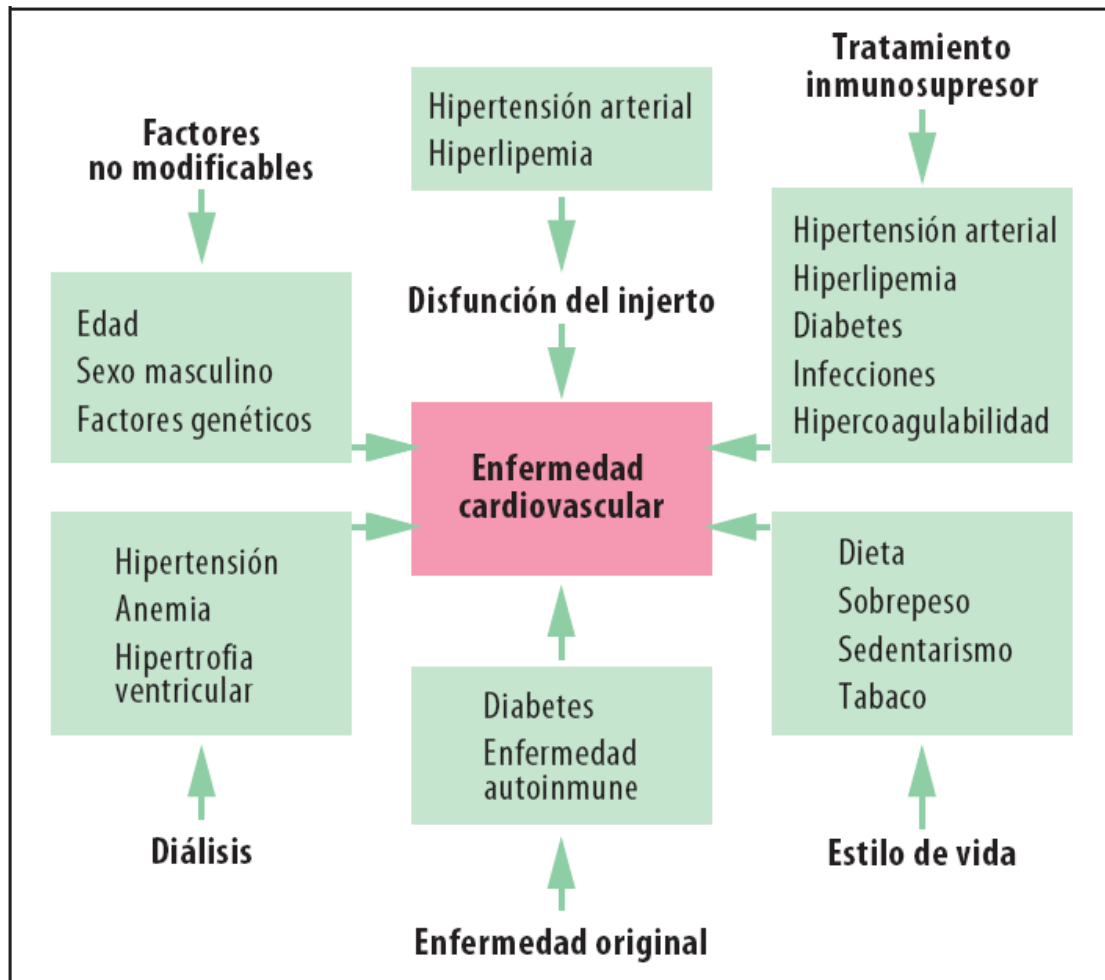 Factores
no modificables
Edad
Sexo masculino
Factores genéticos
Hipertensión arterial
Hiperlipemia
Disfunción del injerto
Tratamiento
inmunosupresor
Hipertensión arterial
Hiperlipemia
Diabetes
Infecciones
Hipercoagulabilidad
Enfermedad
cardiovascular
Hipertensión
Anemia
Hipertrofia
ventricular
Diálisis
Diabetes
Enfermedad
autoinmune
Enfermedad original
Dieta
Sobrepeso
Sedentarismo
Tabaco
Estilo de vida